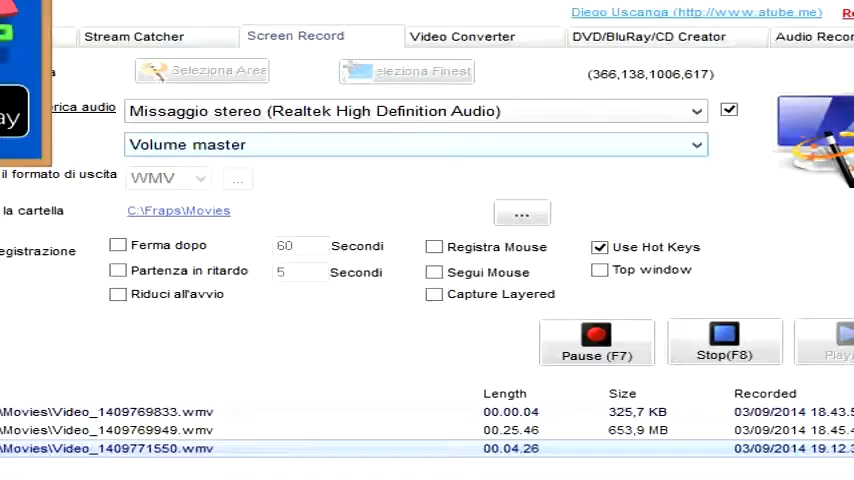 Diego Uscanga (http://www.atube.me)
Stream Catcher Screen Record Video Converter DVD/BluRay/CD Creator Audio Recor
Seleziona Area eleziona Finest (366,138,1006,617)
erica audio Missaggio stereo (Realtek High Definition Audio)
ay
Volume master
il formato di uscita WMV ...
la cartella C:\Fraps\Movies ...
egistrazione Ferma dopo 60 Secondi Registra Mouse Use Hot Keys
Partenza in ritardo 5 Secondi Segui Mouse Top window
Riduci all'avvio Capture Layered
Pause (F7) Stop(F8) Play
Length Size Recorded
\Movies\Video_1409769833.wmv 00.00.04 325,7 KB 03/09/2014 18.43.5
\Movies\Video_1409769949.wmv 00.25.46 653,9 MB 03/09/2014 18.45.4
\Movies\Video_1409771550.wmv 00.04.26 03/09/2014 19.12.3